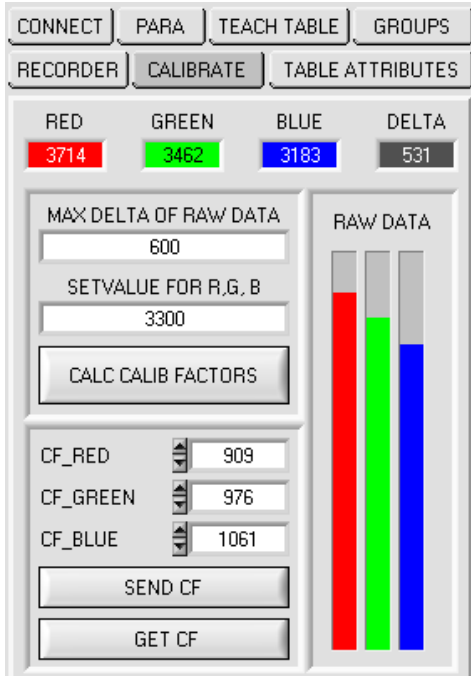 CONNECT PARA TEACH TABLE GROUPS
RECORDER CALIBRATE TABLE ATTRIBUTES
RED GREEN BLUE DELTA
3714 3462 3183 531
MAX DELTA OF RAW DATA
600
SETVALUE FOR R,G, B
3300
CALC CALIB FACTORS
RAW DATA
CF_RED 909
CF_GREEN 976
CF_BLUE 1061
SEND CF
GET CF